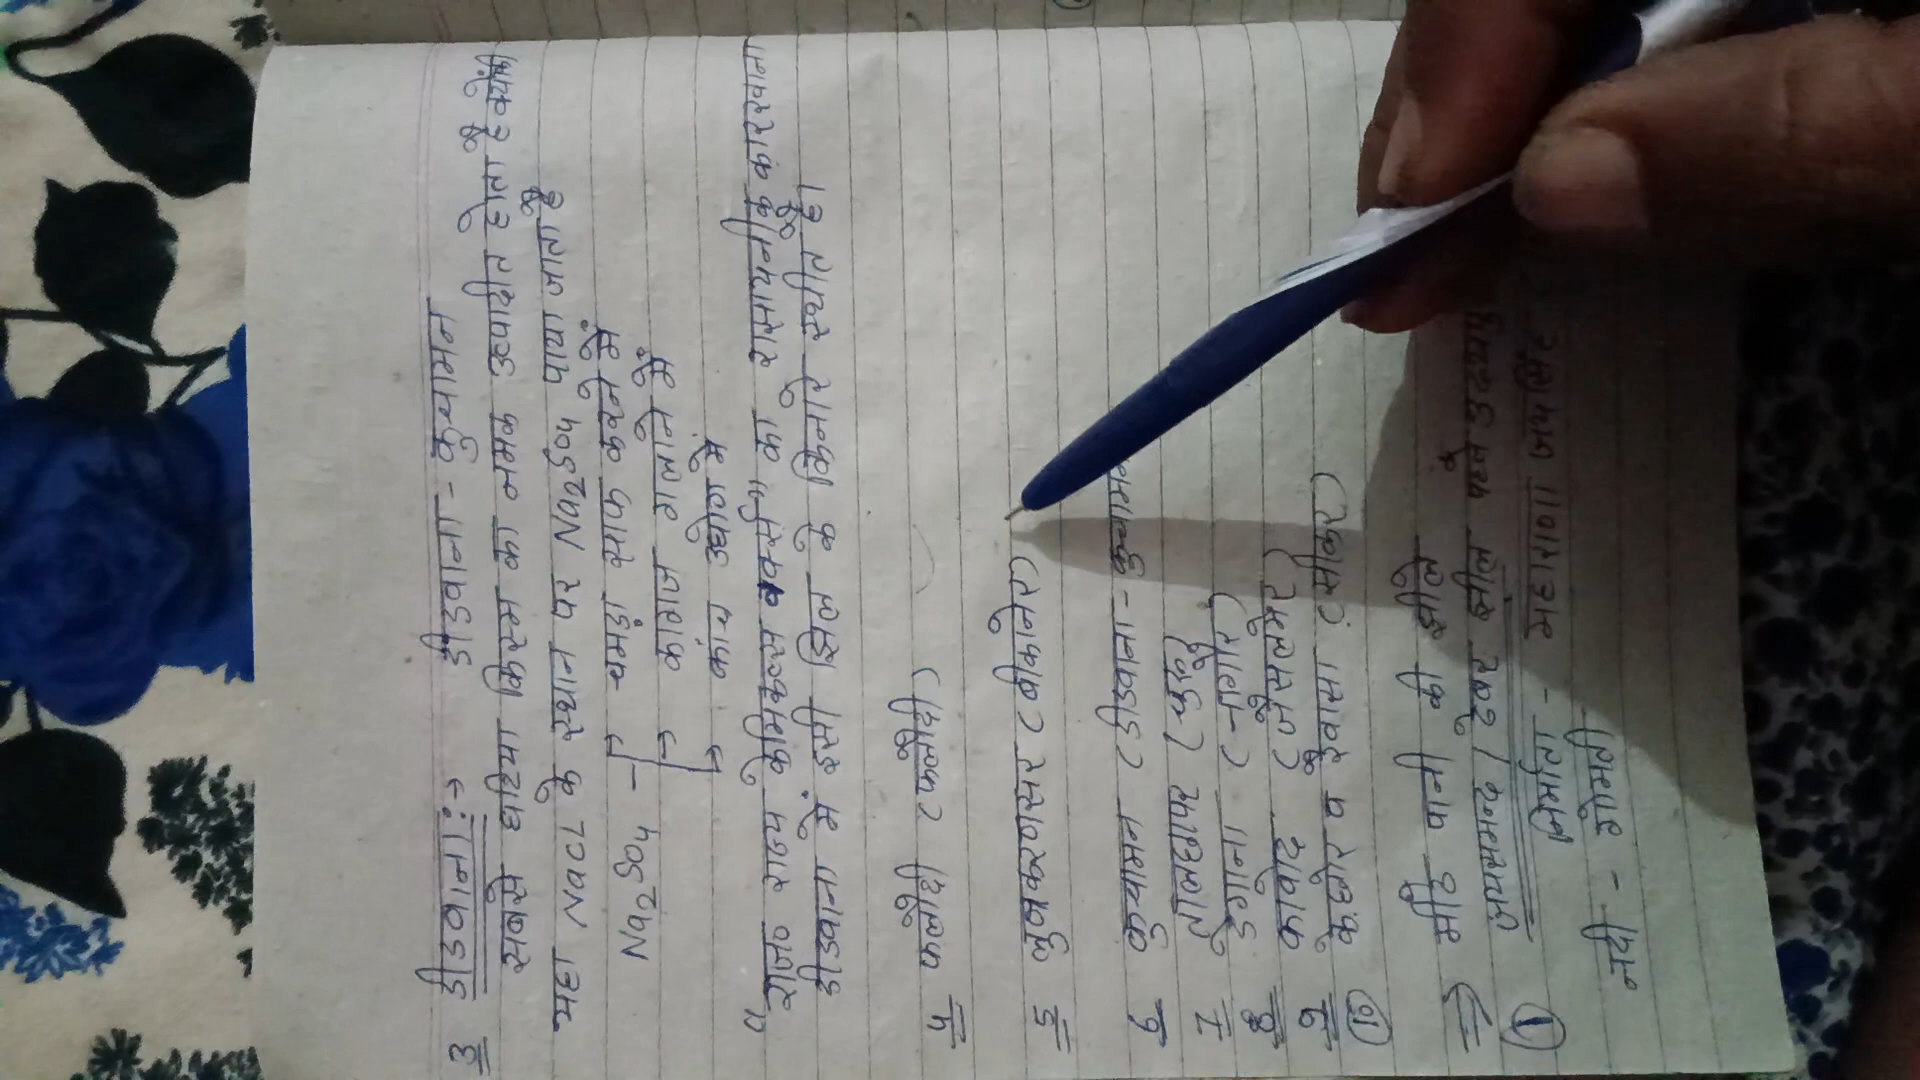 3 डीडवाना :→ डीडवाना - कुचामन
सबसे घटिया किस्म का नमक उत्पादीत होता है क्योंकी
यहा NaCl के स्थान पर Na2SO4 पाया जाता है
Na2SO4 → चमड़ा साफ करने में
→ कागज गलाने में
→ कांच उद्योग में
"राज० राज्य केमिकल्स वर्क्स" का रासायनीक कारखाना
डीडवाना में इसी झिल के किनारे स्थीत है।
4 फलोदी (फलौदी)
5 लुणकरणसर (बीकानेर)
6 कुचामन (डीडवाना - कुचामन
7 तालछापर (चुरू)
8 डेगाना (नागौर)
9 कावोद (जैसलमेर)
10 केछोर व रैवासा (सीकर)
⇒ मीठे पानी की झीले
1 जयसमन्द / ढेबर झील
निर्माता - महाराणा जयसिंह
नदी - गोमती